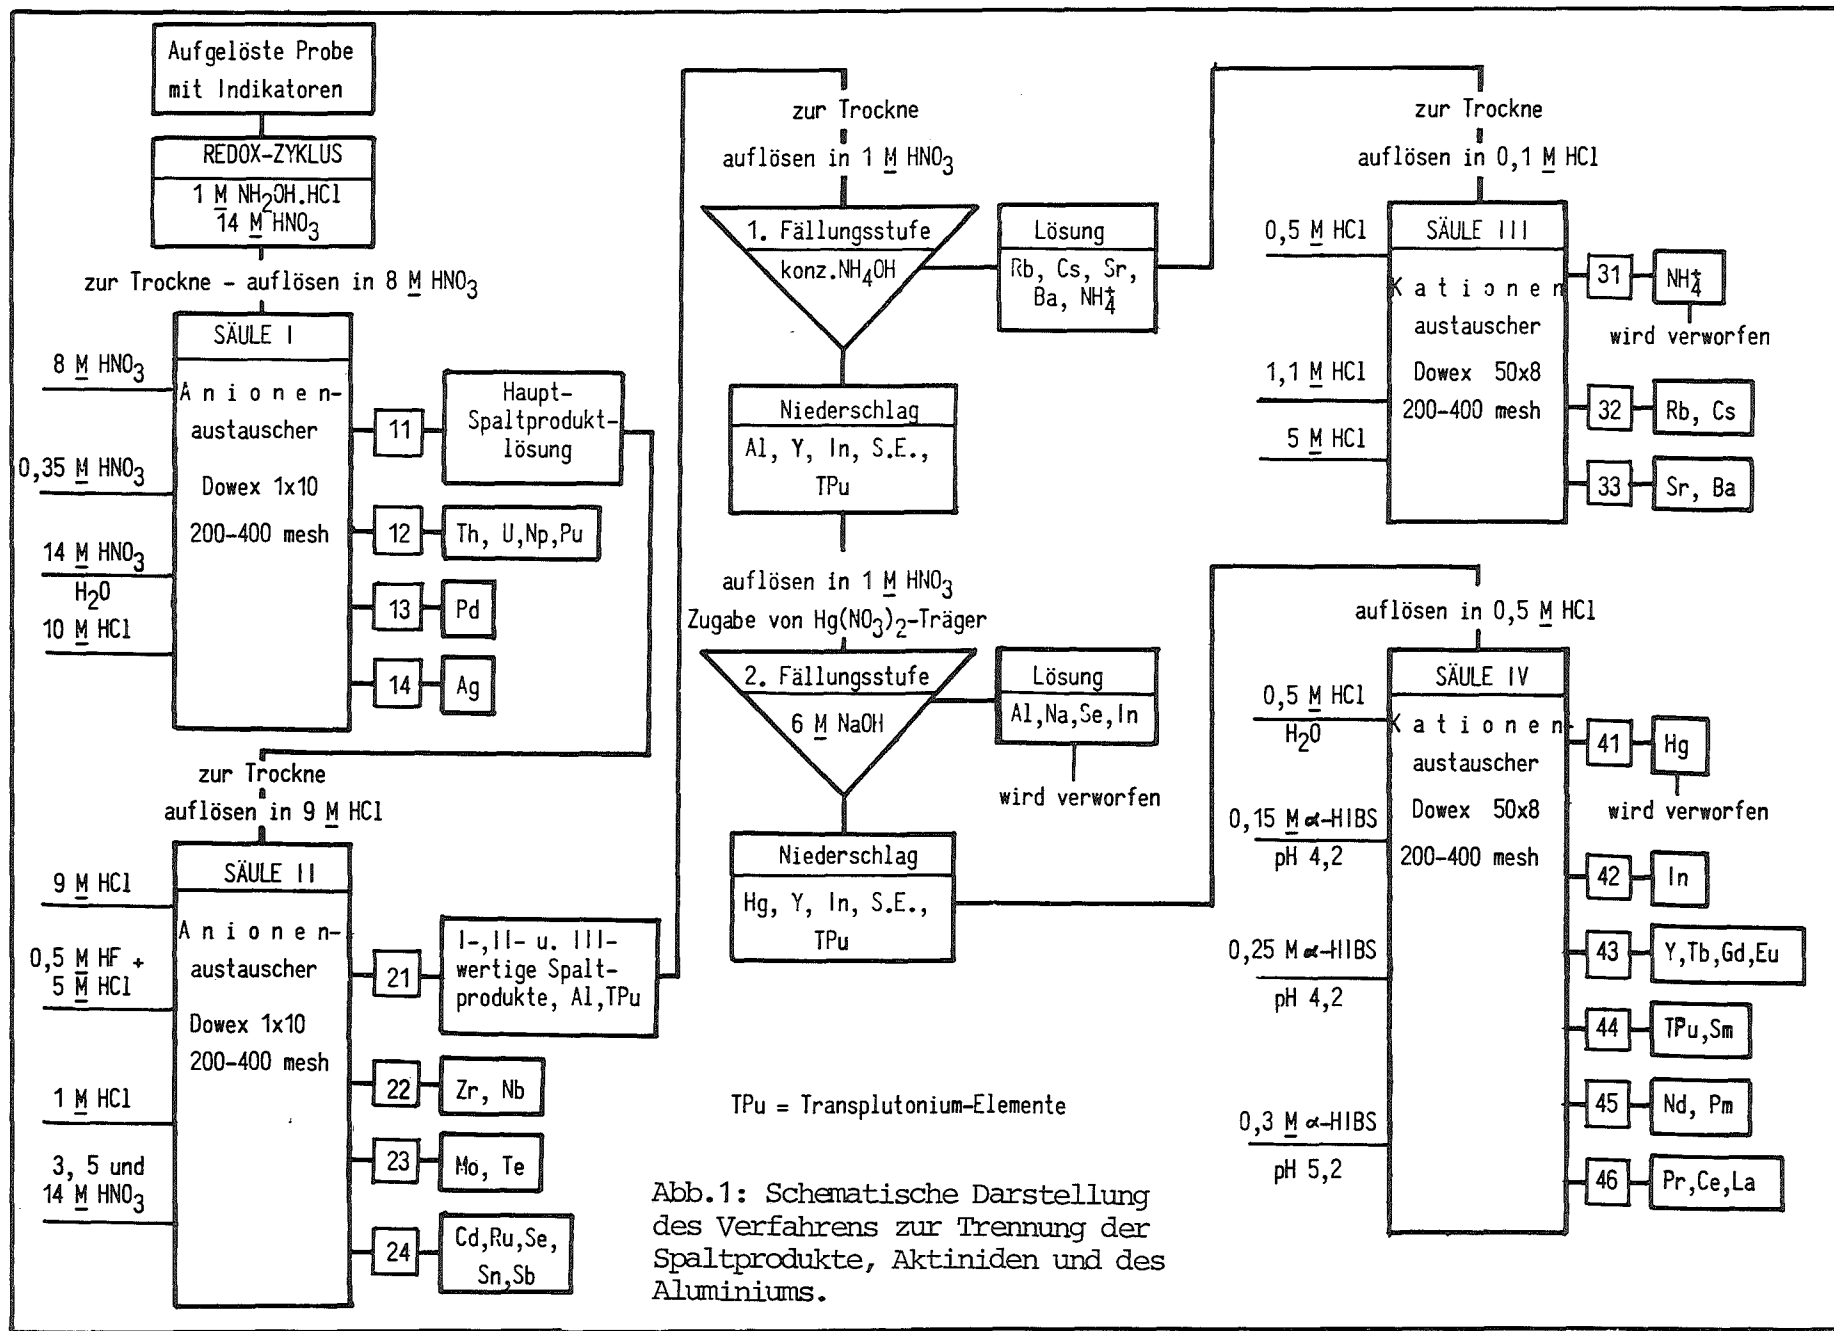 Aufgelöste Probe
mit Indikatoren
REDOX-ZYKLUS
1 M NH2OH.HCl
14 M HNO3
zur Trockne - auflösen in 8 M HNO3
SÄULE I
Anionen-
austauscher
Dowex 1x10
200-400 mesh
8 M HNO3
0,35 M HNO3
14 M HNO3
H2O
10 M HCl
11
Haupt-
Spaltprodukt-
lösung
12
Th, U,Np,Pu
13
Pd
14
Ag
zur Trockne
auflösen in 9 M HCl
SÄULE II
Anionen-
austauscher
Dowex 1x10
200-400 mesh
9 M HCl
0,5 M HF +
5 M HCl
1 M HCl
3, 5 und
14 M HNO3
21
I-,II- u. III-
wertige Spalt-
produkte, Al,TPu
22
Zr, Nb
23
Mo, Te
24
Cd,Ru,Se,
Sn,Sb
zur Trockne
auflösen in 1 M HNO3
1. Fällungsstufe
konz.NH4OH
Lösung
Rb, Cs, Sr,
Ba, NH4+
Niederschlag
Al, Y, In, S.E.,
TPu
auflösen in 1 M HNO3
Zugabe von Hg(NO3)2-Träger
2. Fällungsstufe
6 M NaOH
Lösung
Al,Na,Se,In
wird verworfen
Niederschlag
Hg, Y, In, S.E.,
TPu
zur Trockne
auflösen in 0,1 M HCl
SÄULE III
Kationen
austauscher
Dowex 50x8
200-400 mesh
0,5 M HCl
1,1 M HCl
5 M HCl
31
NH4+
wird verworfen
32
Rb, Cs
33
Sr, Ba
auflösen in 0,5 M HCl
SÄULE IV
Kationen-
austauscher
Dowex 50x8
200-400 mesh
0,5 M HCl
H2O
0,15 M α-HIBS
pH 4,2
0,25 M α-HIBS
pH 4,2
0,3 M α-HIBS
pH 5,2
41
Hg
wird verworfen
42
In
43
Y,Tb,Gd,Eu
44
TPu,Sm
45
Nd, Pm
46
Pr,Ce,La
TPu = Transplutonium-Elemente
Abb.1: Schematische Darstellung
des Verfahrens zur Trennung der
Spaltprodukte, Aktiniden und des
Aluminiums.